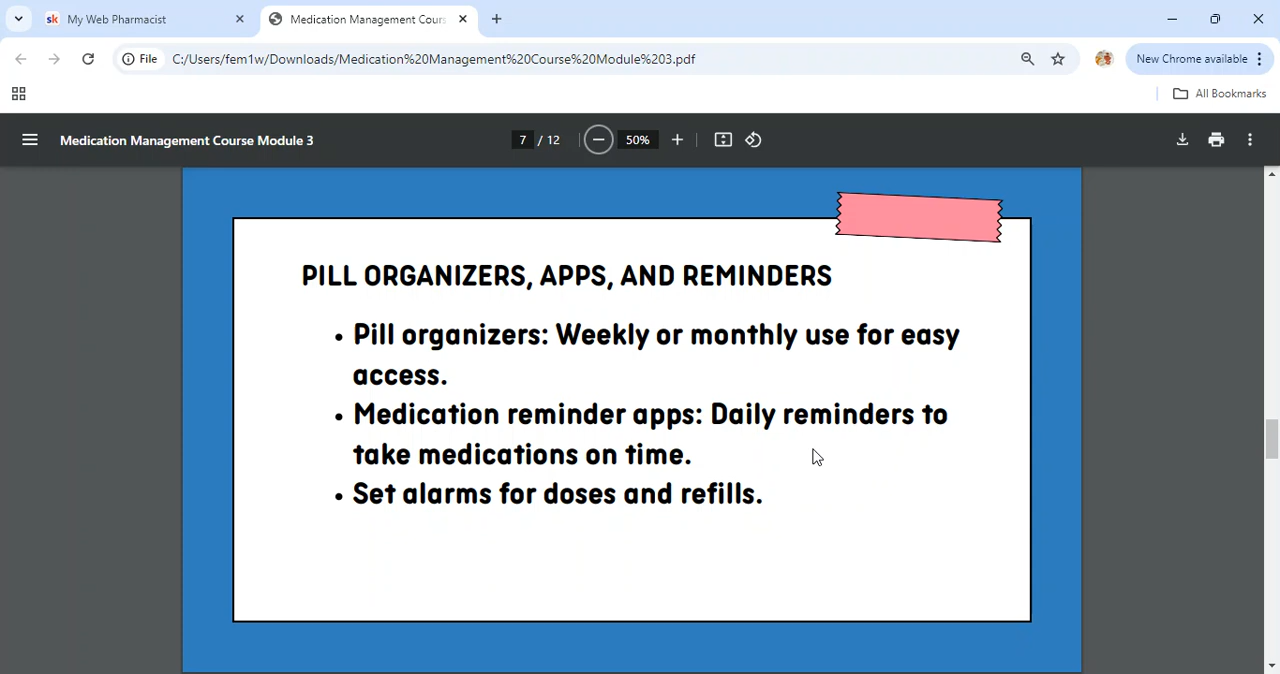 sk My Web Pharmacist
Medication Management Cours
File C:/Users/fem1w/Downloads/Medication%20Management%20Course%20Module%203.pdf
New Chrome available
All Bookmarks
Medication Management Course Module 3
7 / 12
50%
PILL ORGANIZERS, APPS, AND REMINDERS
• Pill organizers: Weekly or monthly use for easy
access.
• Medication reminder apps: Daily reminders to
take medications on time.
• Set alarms for doses and refills.